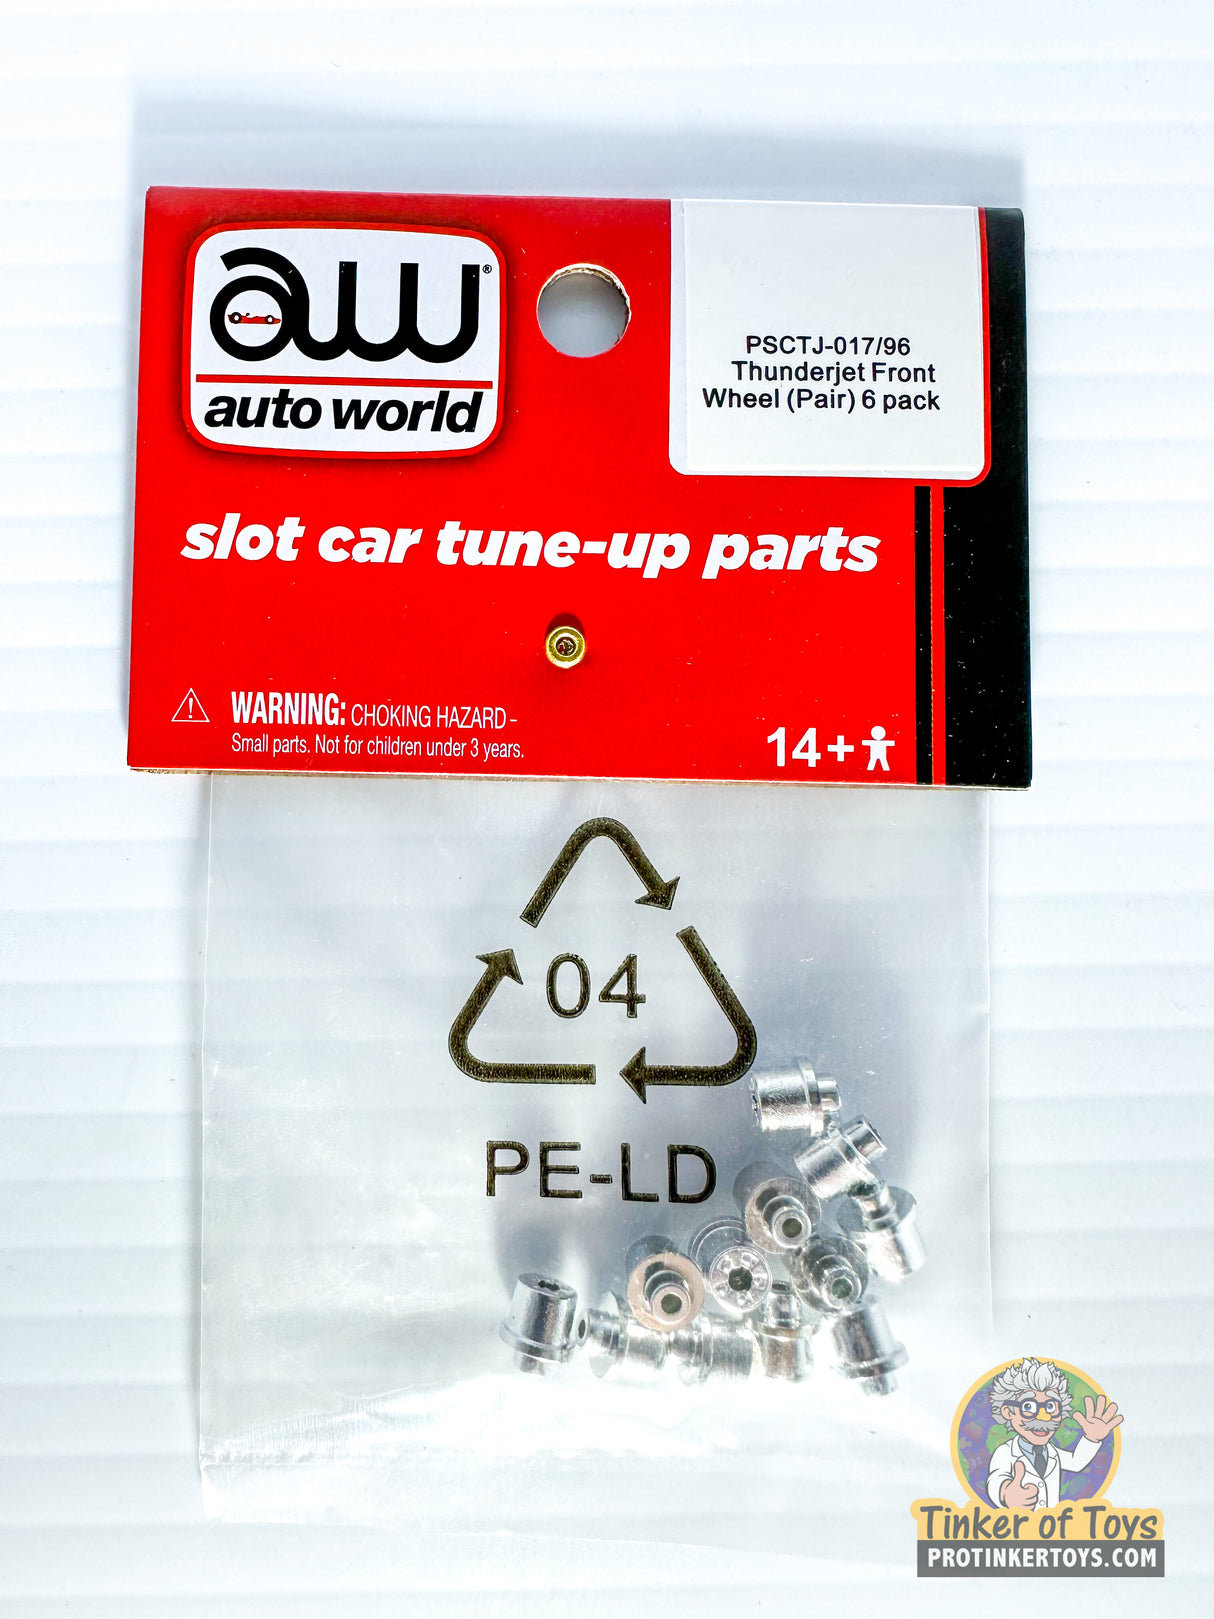 aw®
auto world
PSCTJ-017/96
Thunderjet Front
Wheel (Pair) 6 pack
slot car tune-up parts
WARNING: CHOKING HAZARD -
Small parts. Not for children under 3 years.
14+
04
PE-LD
Tinker of Toys
PROTINKERTOYS.COM